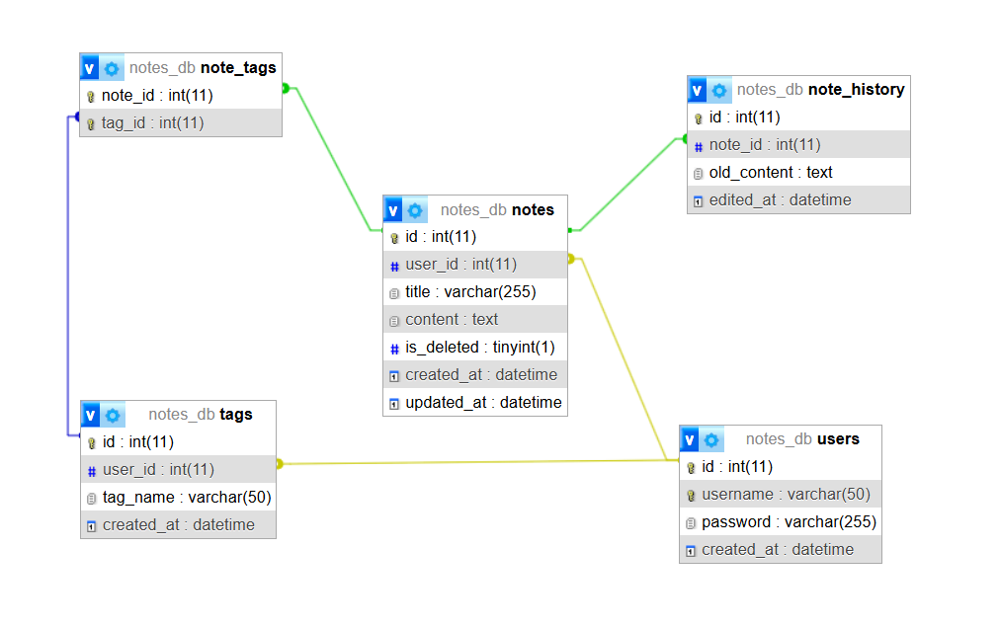 v notes_db note_tags
note_id : int(11)
tag_id : int(11)
v notes_db note_history
id : int(11)
# note_id : int(11)
old_content : text
edited_at : datetime
v notes_db notes
id : int(11)
# user_id : int(11)
title : varchar(255)
content : text
# is_deleted : tinyint(1)
created_at : datetime
updated_at : datetime
v notes_db tags
id : int(11)
# user_id : int(11)
tag_name : varchar(50)
created_at : datetime
v notes_db users
id : int(11)
username : varchar(50)
password : varchar(255)
created_at : datetime